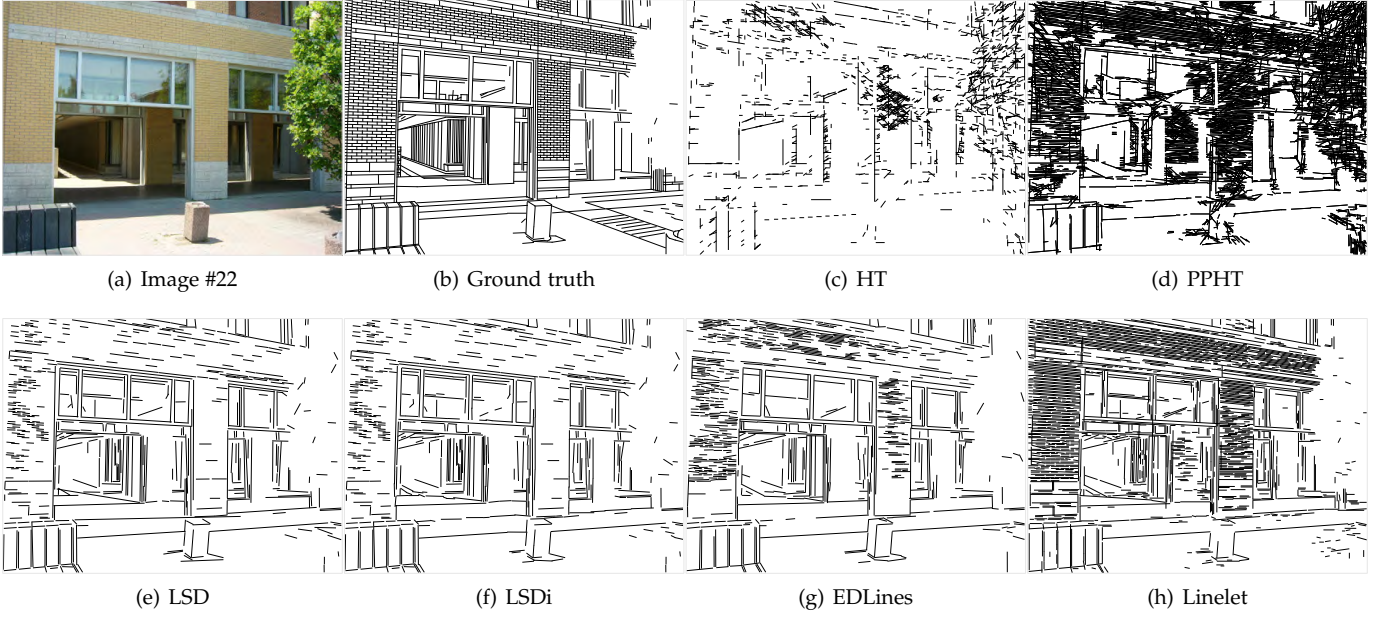 (a) Image #22
(b) Ground truth
(c) HT
(d) PPHT
(e) LSD
(f) LSDi
(g) EDLines
(h) Linelet